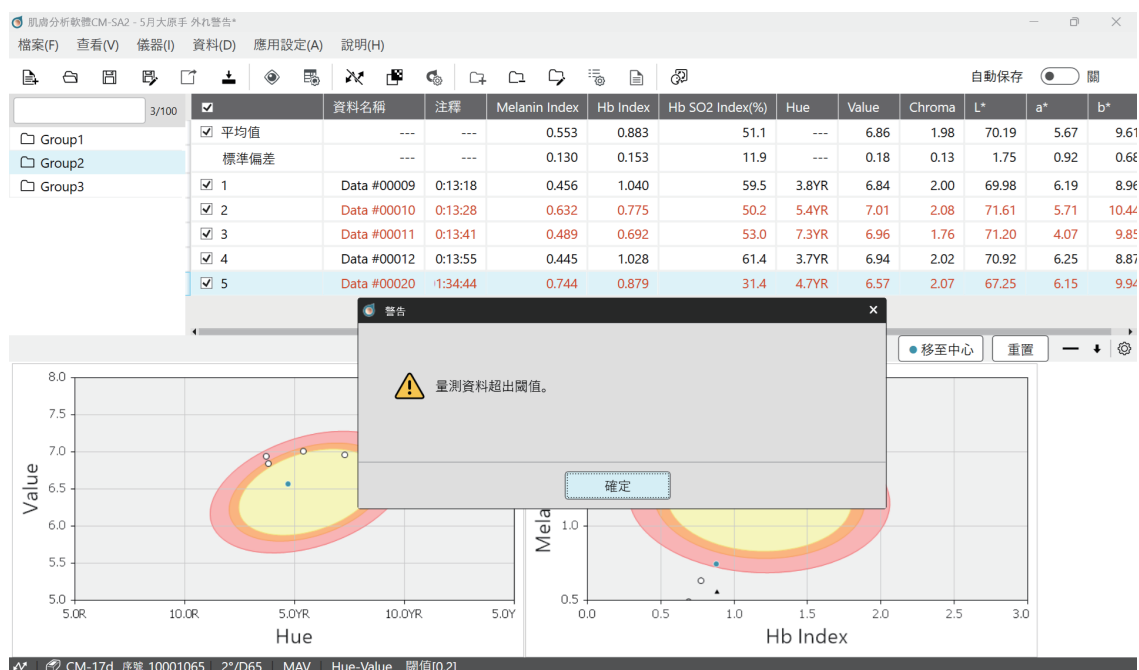 肌膚分析軟體CM-SA2 - 5月大原手 外れ警告*
檔案(F) 查看(V) 儀器(I) 資料(D) 應用設定(A) 說明(H)
自動保存 關
3/100 資料名稱 注釋 Melanin Index Hb Index Hb SO2 Index(%) Hue Value Chroma L* a* b*
Group1
Group2
Group3
平均值 --- --- 0.553 0.883 51.1 --- 6.86 1.98 70.19 5.67 9.61
標準偏差 --- --- 0.130 0.153 11.9 --- 0.18 0.13 1.75 0.92 0.68
1 Data #00009 0:13:18 0.456 1.040 59.5 3.8YR 6.84 2.00 69.98 6.19 8.96
2 Data #00010 0:13:28 0.632 0.775 50.2 5.4YR 7.01 2.08 71.61 5.71 10.44
3 Data #00011 0:13:41 0.489 0.692 53.0 7.3YR 6.96 1.76 71.20 4.07 9.85
4 Data #00012 0:13:55 0.445 1.028 61.4 3.7YR 6.94 2.02 70.92 6.25 8.87
5 Data #00020 1:34:44 0.744 0.879 31.4 4.7YR 6.57 2.07 67.25 6.15 9.94
警告
量測資料超出閾值。
確定
移至中心 重置
8.0
7.5
7.0
6.5
6.0
5.5
5.0
Value
5.0R 10.0R 5.0YR 10.0YR 5.0Y
Hue
1.0
0.5
Mela
0.0 0.5 1.0 1.5 2.0 2.5 3.0
Hb Index
CM-17d 序號 10001065 2°/D65 MAV Hue-Value 閾值[0.2]